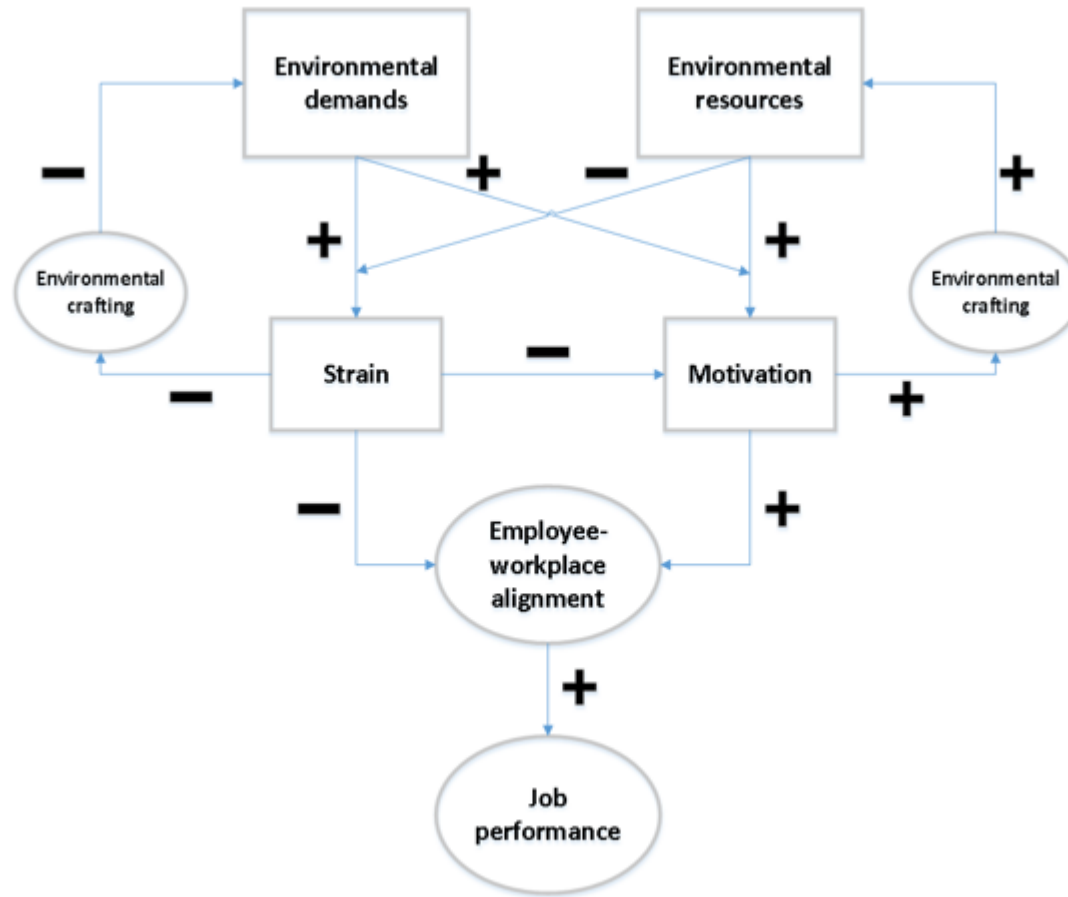 Environmental
demands
Environmental
resources
−
+
−
+
+
+
Environmental
crafting
Environmental
crafting
−
Strain
Motivation
−
+
−
+
Employee-
workplace
alignment
+
Job
performance